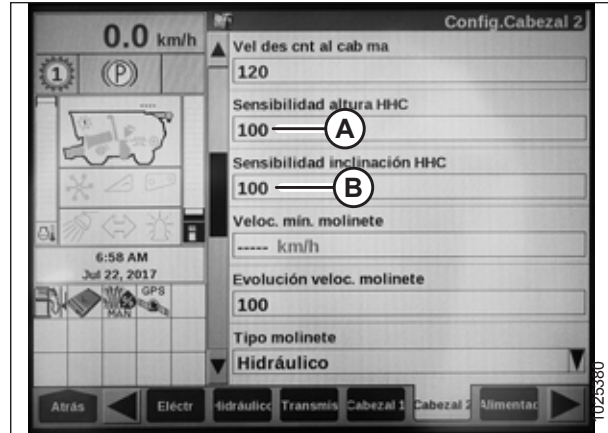 Config.Cabezal 2
0.0 km/h
Vel des cnt al cab ma
120
1
(P)
Sensibilidad altura HHC
100
A
Sensibilidad inclinación HHC
100
B
Veloc. mín. molinete
----- km/h
6:58 AM
Jul 22, 2017
Evolución veloc. molinete
100
GPS
MAN
Tipo molinete
Hidráulico
Atrás
Eléctr
Hidráulico
Transmis
Cabezal 1
Cabezal 2
Alimentac
1025380